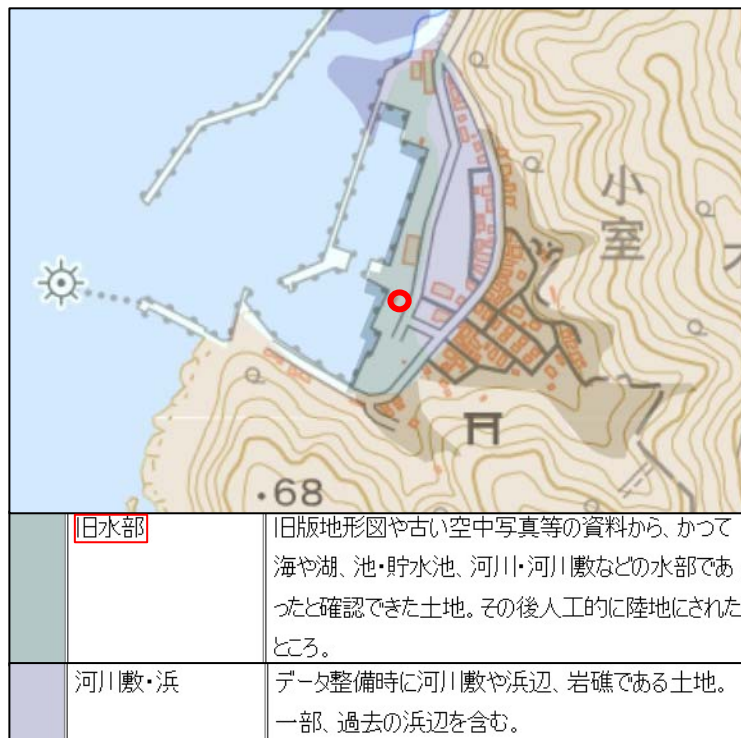 小室
大
・68
旧水部
旧版地形図や古い空中写真等の資料から、かつて
海や湖、池・貯水池、河川・河川敷などの水部であ
ったと確認できた土地。その後人工的に陸地にされた
ところ。
河川敷・浜
データ整備時に河川敷や浜辺、岩礁である土地。
一部、過去の浜辺を含む。